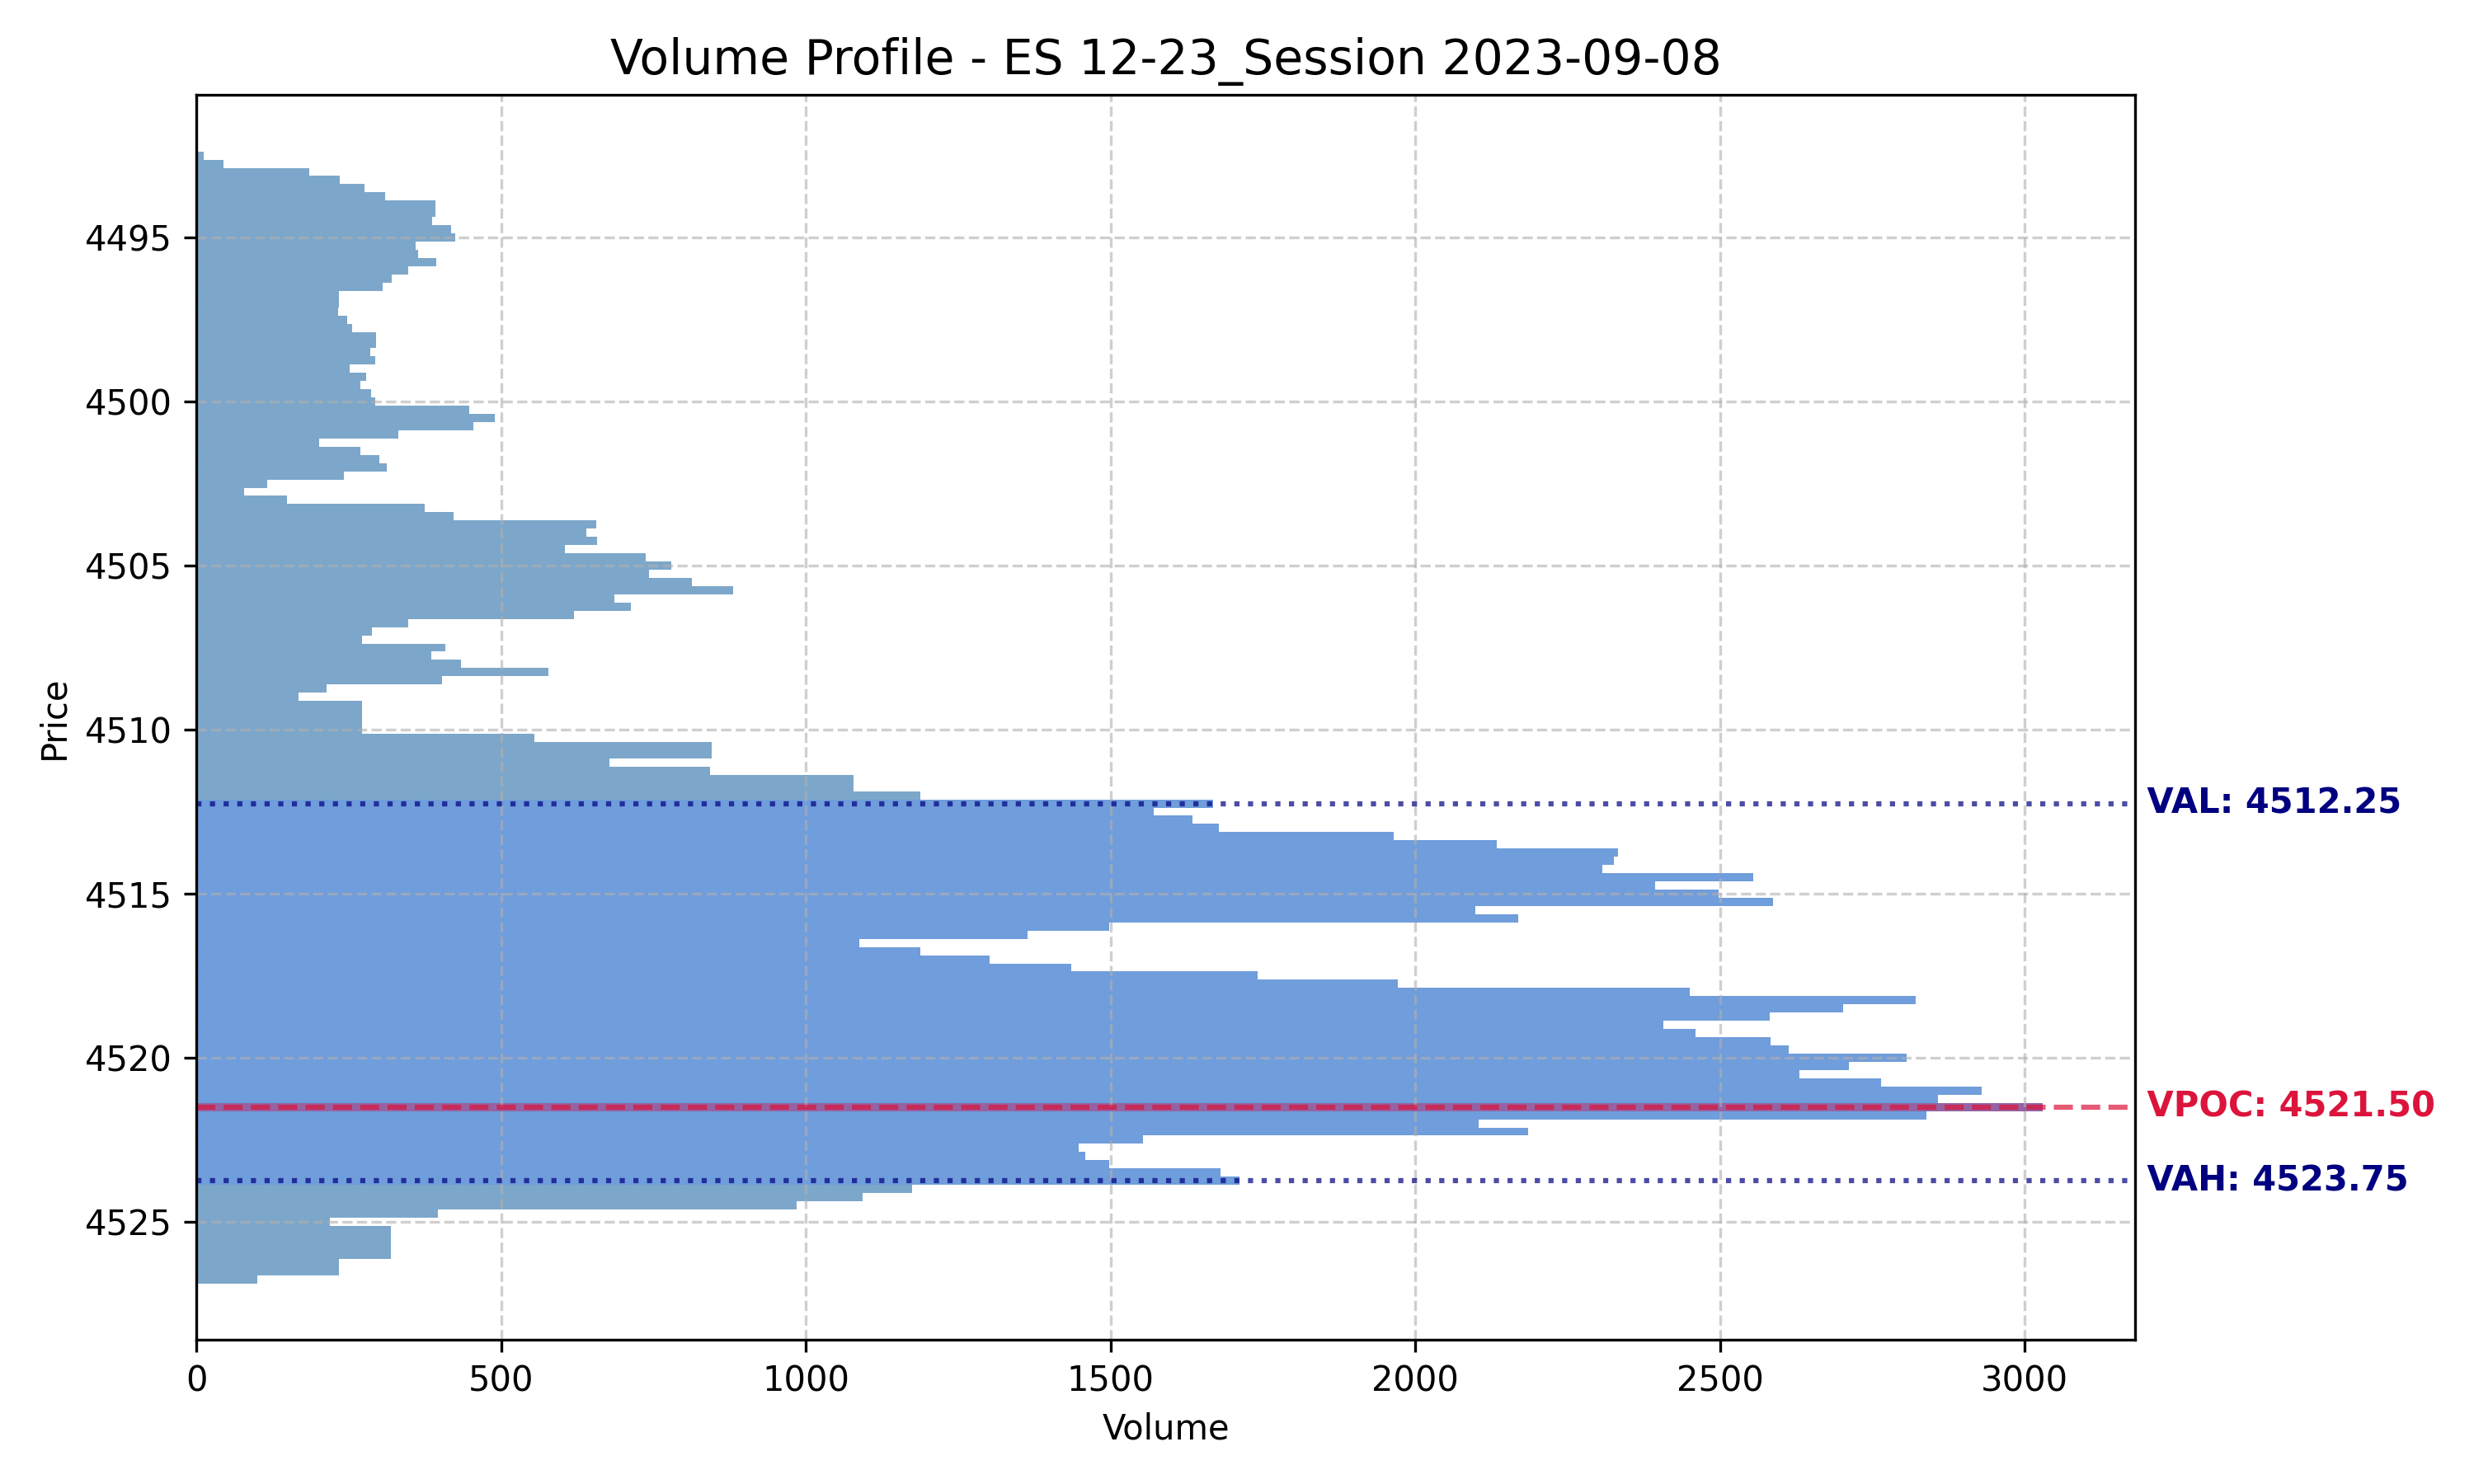 Volume Profile - ES 12-23_Session 2023-09-08
Price
4495
4500
4505
4510
4515
4520
4525
VAL: 4512.25
VPOC: 4521.50
VAH: 4523.75
0 500 1000 1500 2000 2500 3000
Volume